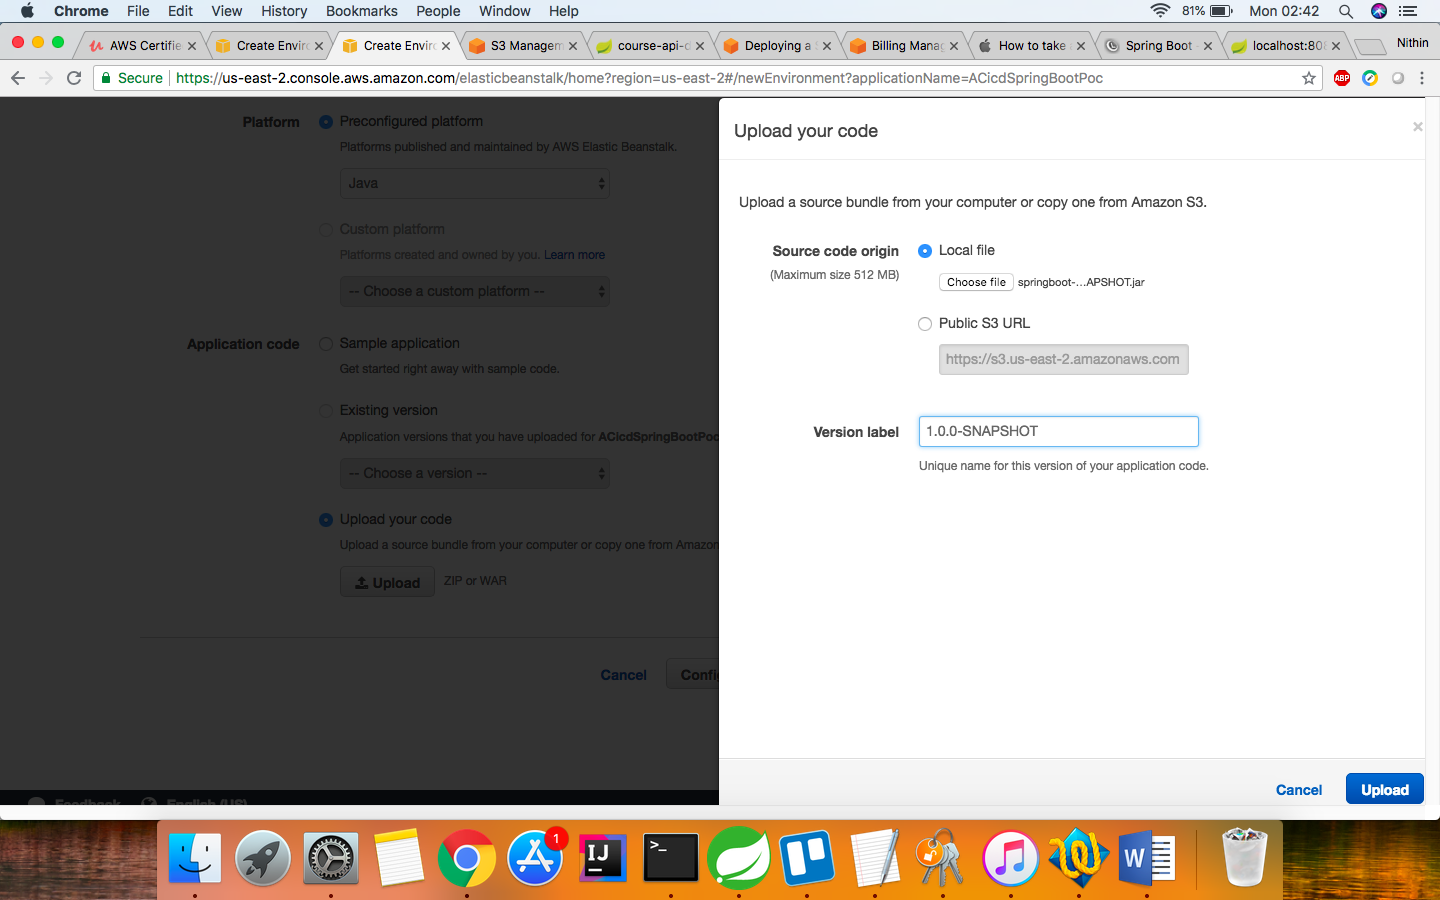 Chrome File Edit View History Bookmarks People Window Help 81% Mon 02:42
AWS Certifie Create Enviro Create Enviro S3 Managem course-api-d Deploying a S Billing Manag How to take Spring Boot localhost:808 Nithin
Secure https://us-east-2.console.aws.amazon.com/elasticbeanstalk/home?region=us-east-2#/newEnvironment?applicationName=ACicdSpringBootPoc
ABP
Platform
Preconfigured platform
Platforms published and maintained by AWS Elastic Beanstalk.
Java
Custom platform
Platforms created and owned by you. Learn more
-- Choose a custom platform --
Application code
Sample application
Get started right away with sample code.
Existing version
Application versions that you have uploaded for ACicdSpringBootPoc
-- Choose a version --
Upload your code
Upload a source bundle from your computer or copy one from Amazon
Upload ZIP or WAR
Cancel Config
Feedback English (US)
Upload your code
×
Upload a source bundle from your computer or copy one from Amazon S3.
Source code origin
(Maximum size 512 MB)
Local file
Choose file springboot-...APSHOT.jar
Public S3 URL
https://s3.us-east-2.amazonaws.com
Version label
1.0.0-SNAPSHOT
Unique name for this version of your application code.
Cancel Upload
1
IJ
>_
W